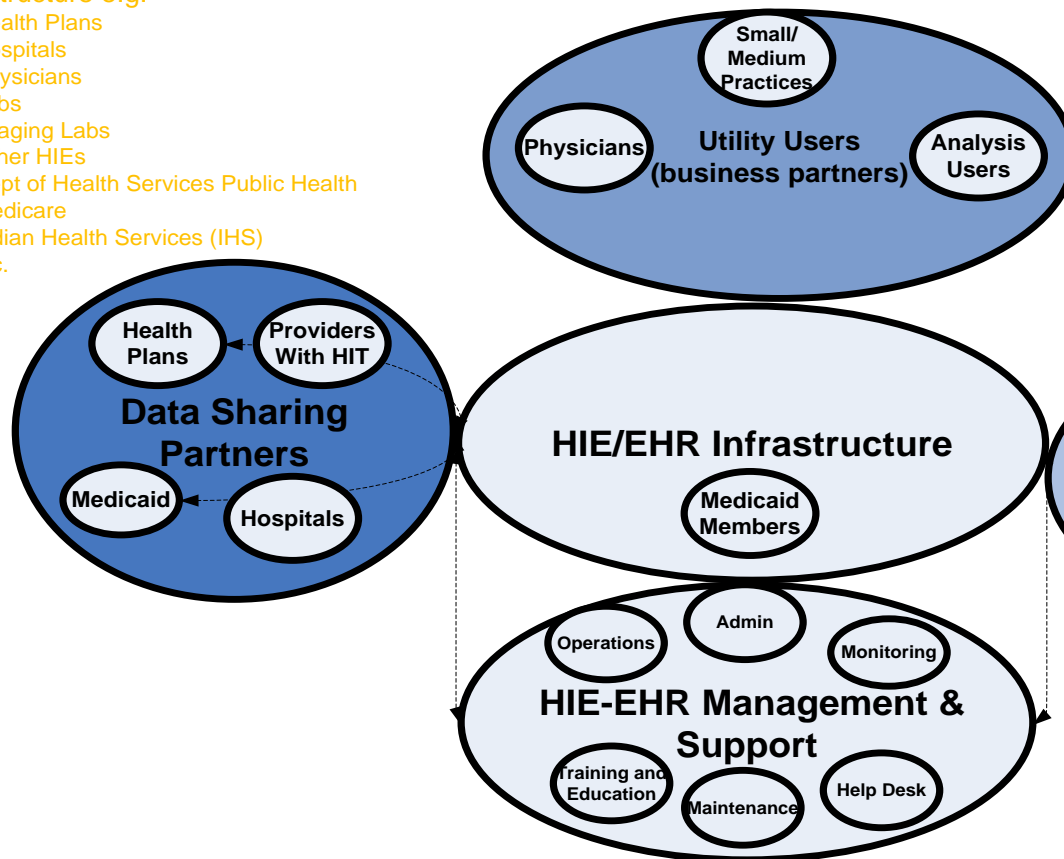 alth Plans
spitals
ysicians
bs
aging Labs
her HIEs
pt of Health Services Public Health
edicare
dian Health Services (IHS)
c.
Small/
Medium
Practices
Physicians
Utility Users
(business partners)
Analysis
Users
Health
Plans
Providers
With HIT
Data Sharing
Partners
Medicaid
Hospitals
HIE/EHR Infrastructure
Medicaid
Members
Operations
Admin
Monitoring
HIE-EHR Management &
Support
Training and
Education
Maintenance
Help Desk